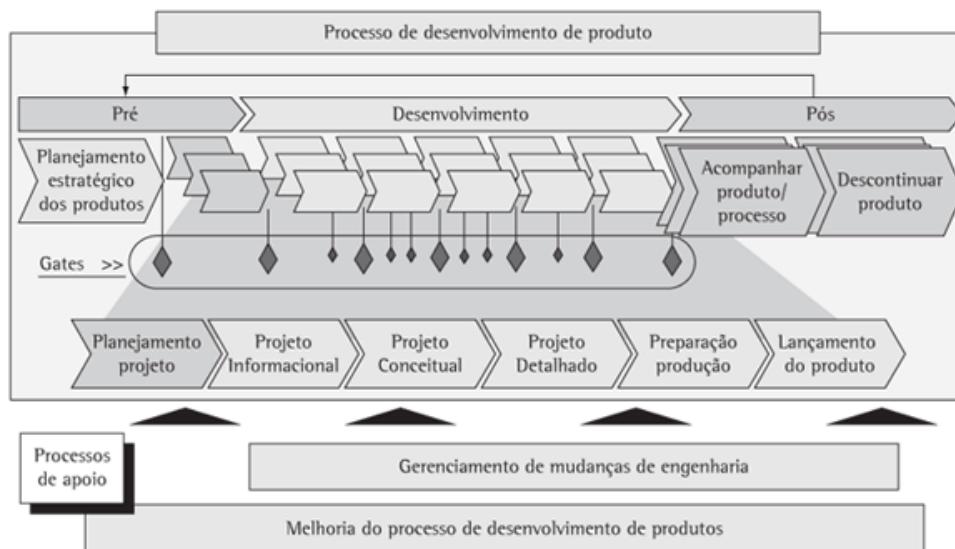 Processo de desenvolvimento de produto
Pré
Desenvolvimento
Pós
Planejamento
estratégico
dos produtos
Acompanhar
produto/
processo
Descontinuar
produto
Gates >>
Planejamento
projeto
Projeto
Informacional
Projeto
Conceitual
Projeto
Detalhado
Preparação
produção
Lançamento
do produto
Processos
de apoio
Gerenciamento de mudanças de engenharia
Melhoria do processo de desenvolvimento de produtos